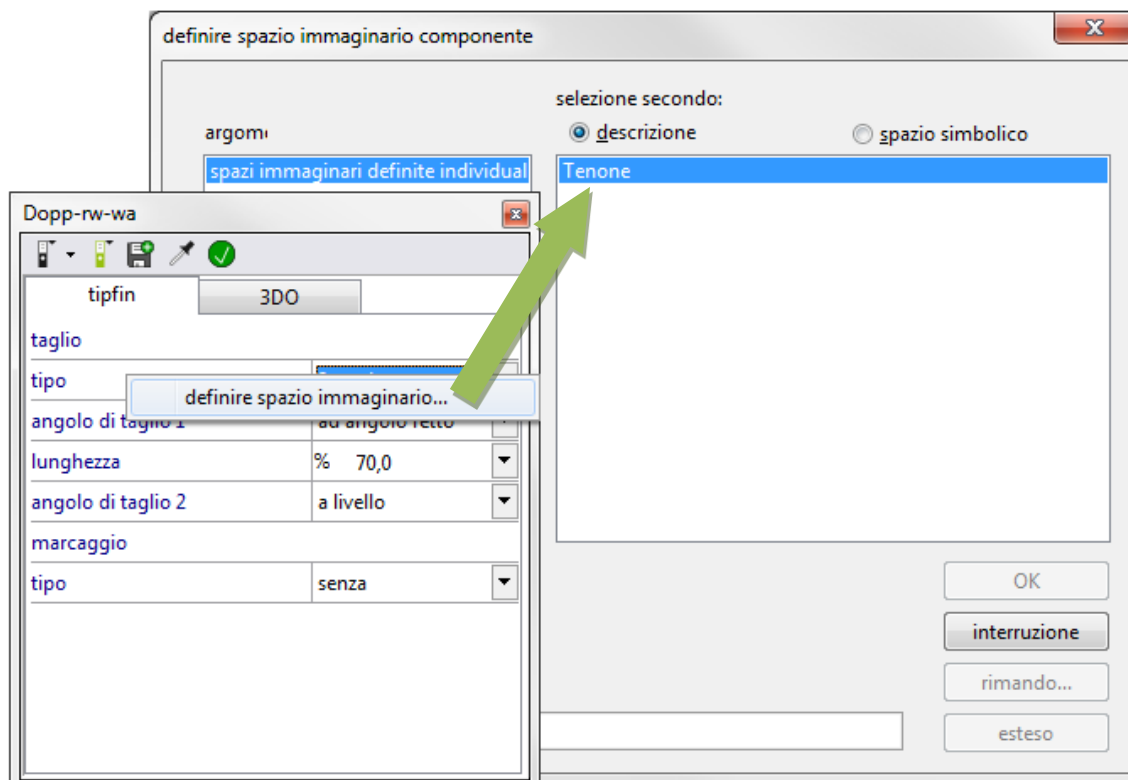 definire spazio immaginario componente
selezione secondo:
argom
descrizione
spazio simbolico
spazi immaginari definite individual
Tenone
Dopp-rw-wa
tipfin
3DO
taglio
tipo
definire spazio immaginario...
angolo di taglio 1
ad angolo retto
lunghezza
% 70,0
angolo di taglio 2
a livello
marcaggio
tipo
senza
OK
interruzione
rimando...
esteso